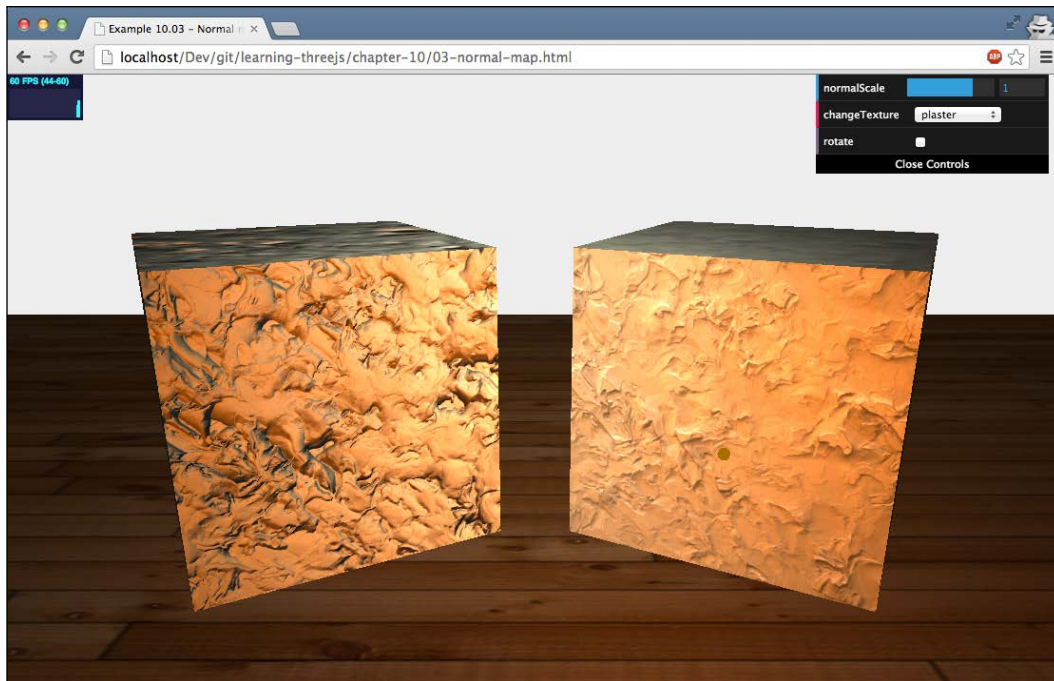 Example 10.03 – Normal m
localhost/Dev/git/learning-threejs/chapter-10/03-normal-map.html
ABP
60 FPS (44-60)
normalScale 1
changeTexture plaster
rotate
Close Controls